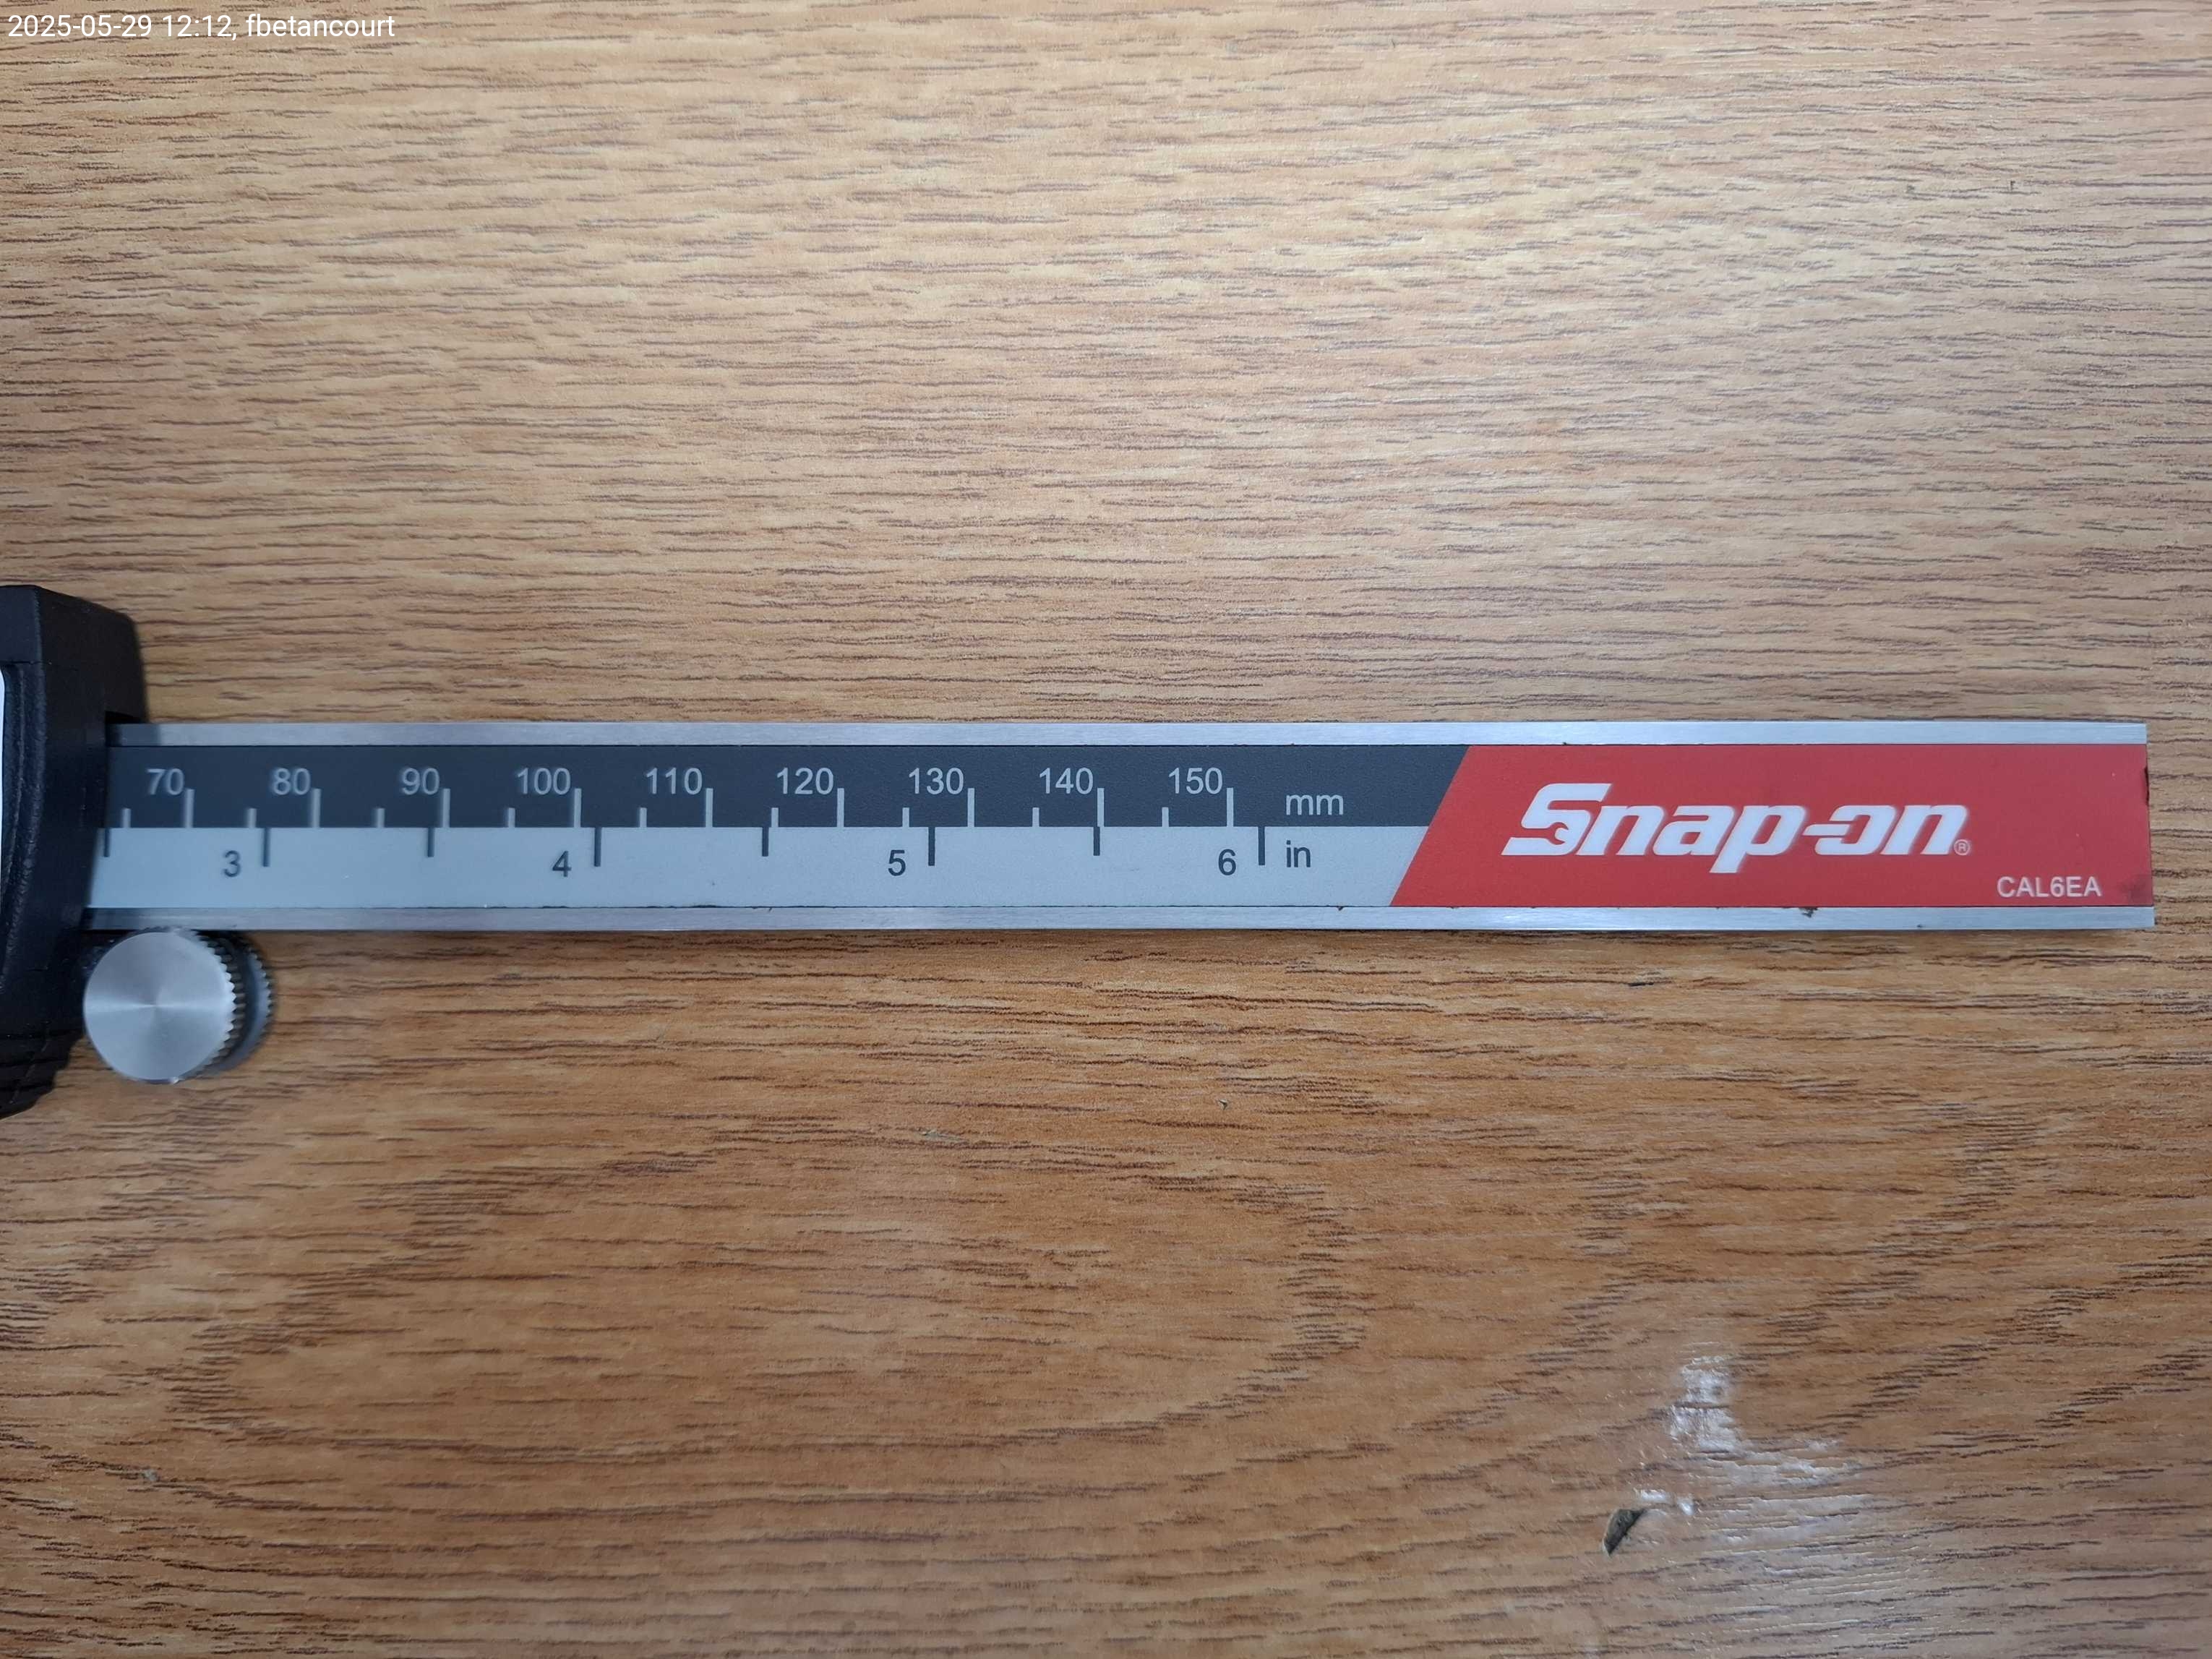 2025-05-29 12:12, fbetancourt
70 80 90 100 110 120 130 140 150 mm
3 4 5 6 in
Snap-on®
CAL6EA